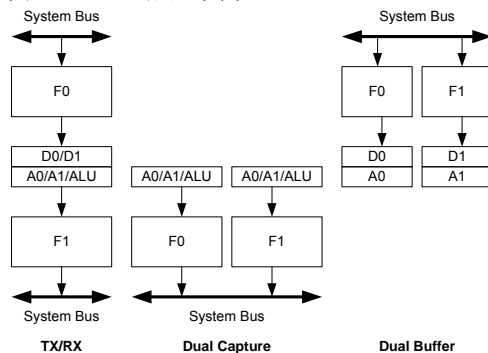 System Bus
F0
D0/D1
A0/A1/ALU
F1
System Bus
TX/RX
A0/A1/ALU
A0/A1/ALU
F0
F1
System Bus
Dual Capture
System Bus
F0
F1
D0
D1
A0
A1
Dual Buffer